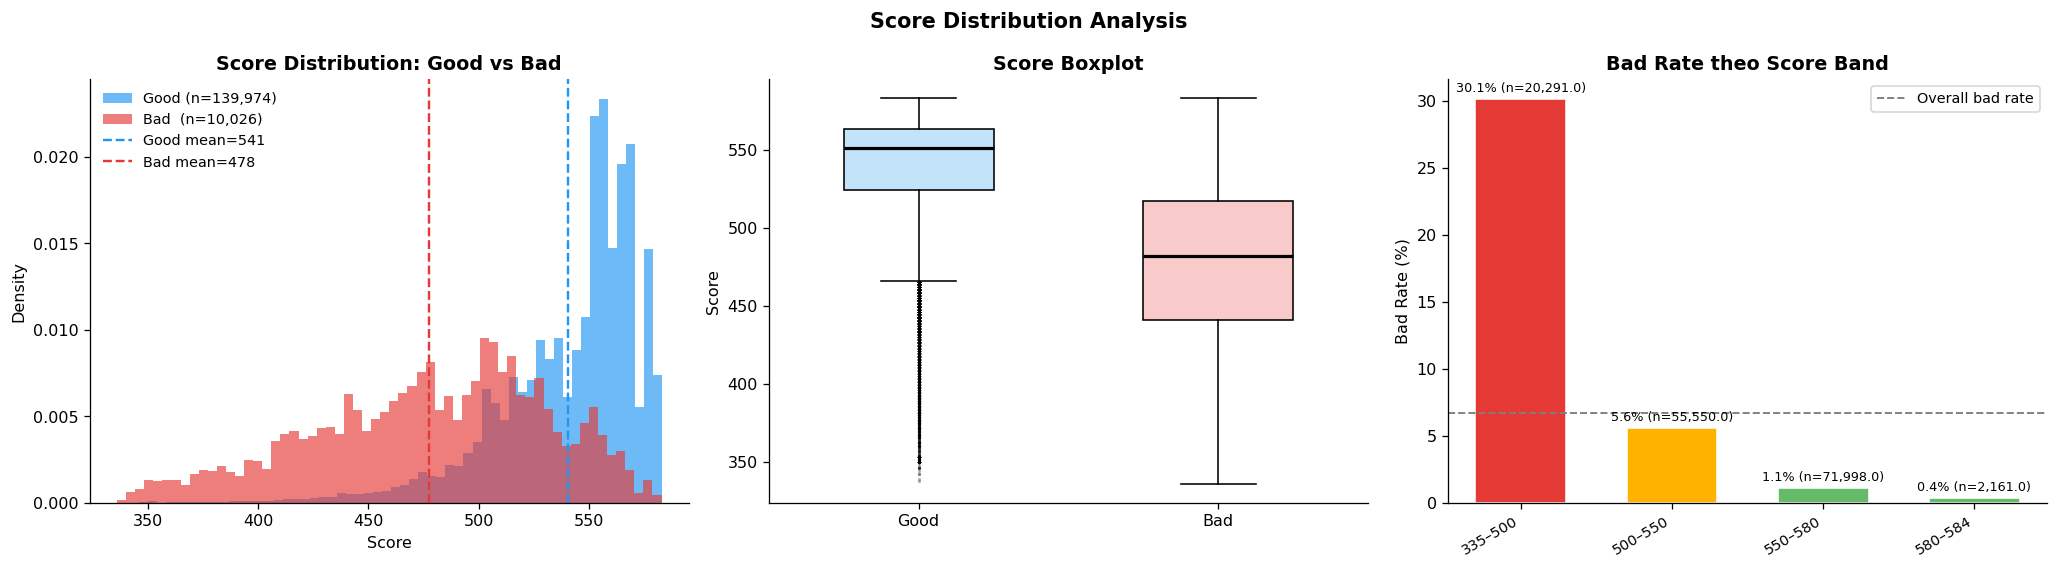 Score Distribution Analysis
Score Distribution: Good vs Bad
Good (n=139,974)
Bad  (n=10,026)
Good mean=541
Bad mean=478
Density
0.020
0.015
0.010
0.005
0.000
350
400
450
500
550
Score
Score Boxplot
Score
550
500
450
400
350
Good
Bad
Bad Rate theo Score Band
Overall bad rate
Bad Rate (%)
30
25
20
15
10
5
0
30.1% (n=20,291.0)
5.6% (n=55,550.0)
1.1% (n=71,998.0)
0.4% (n=2,161.0)
335–500
500–550
550–580
580–584